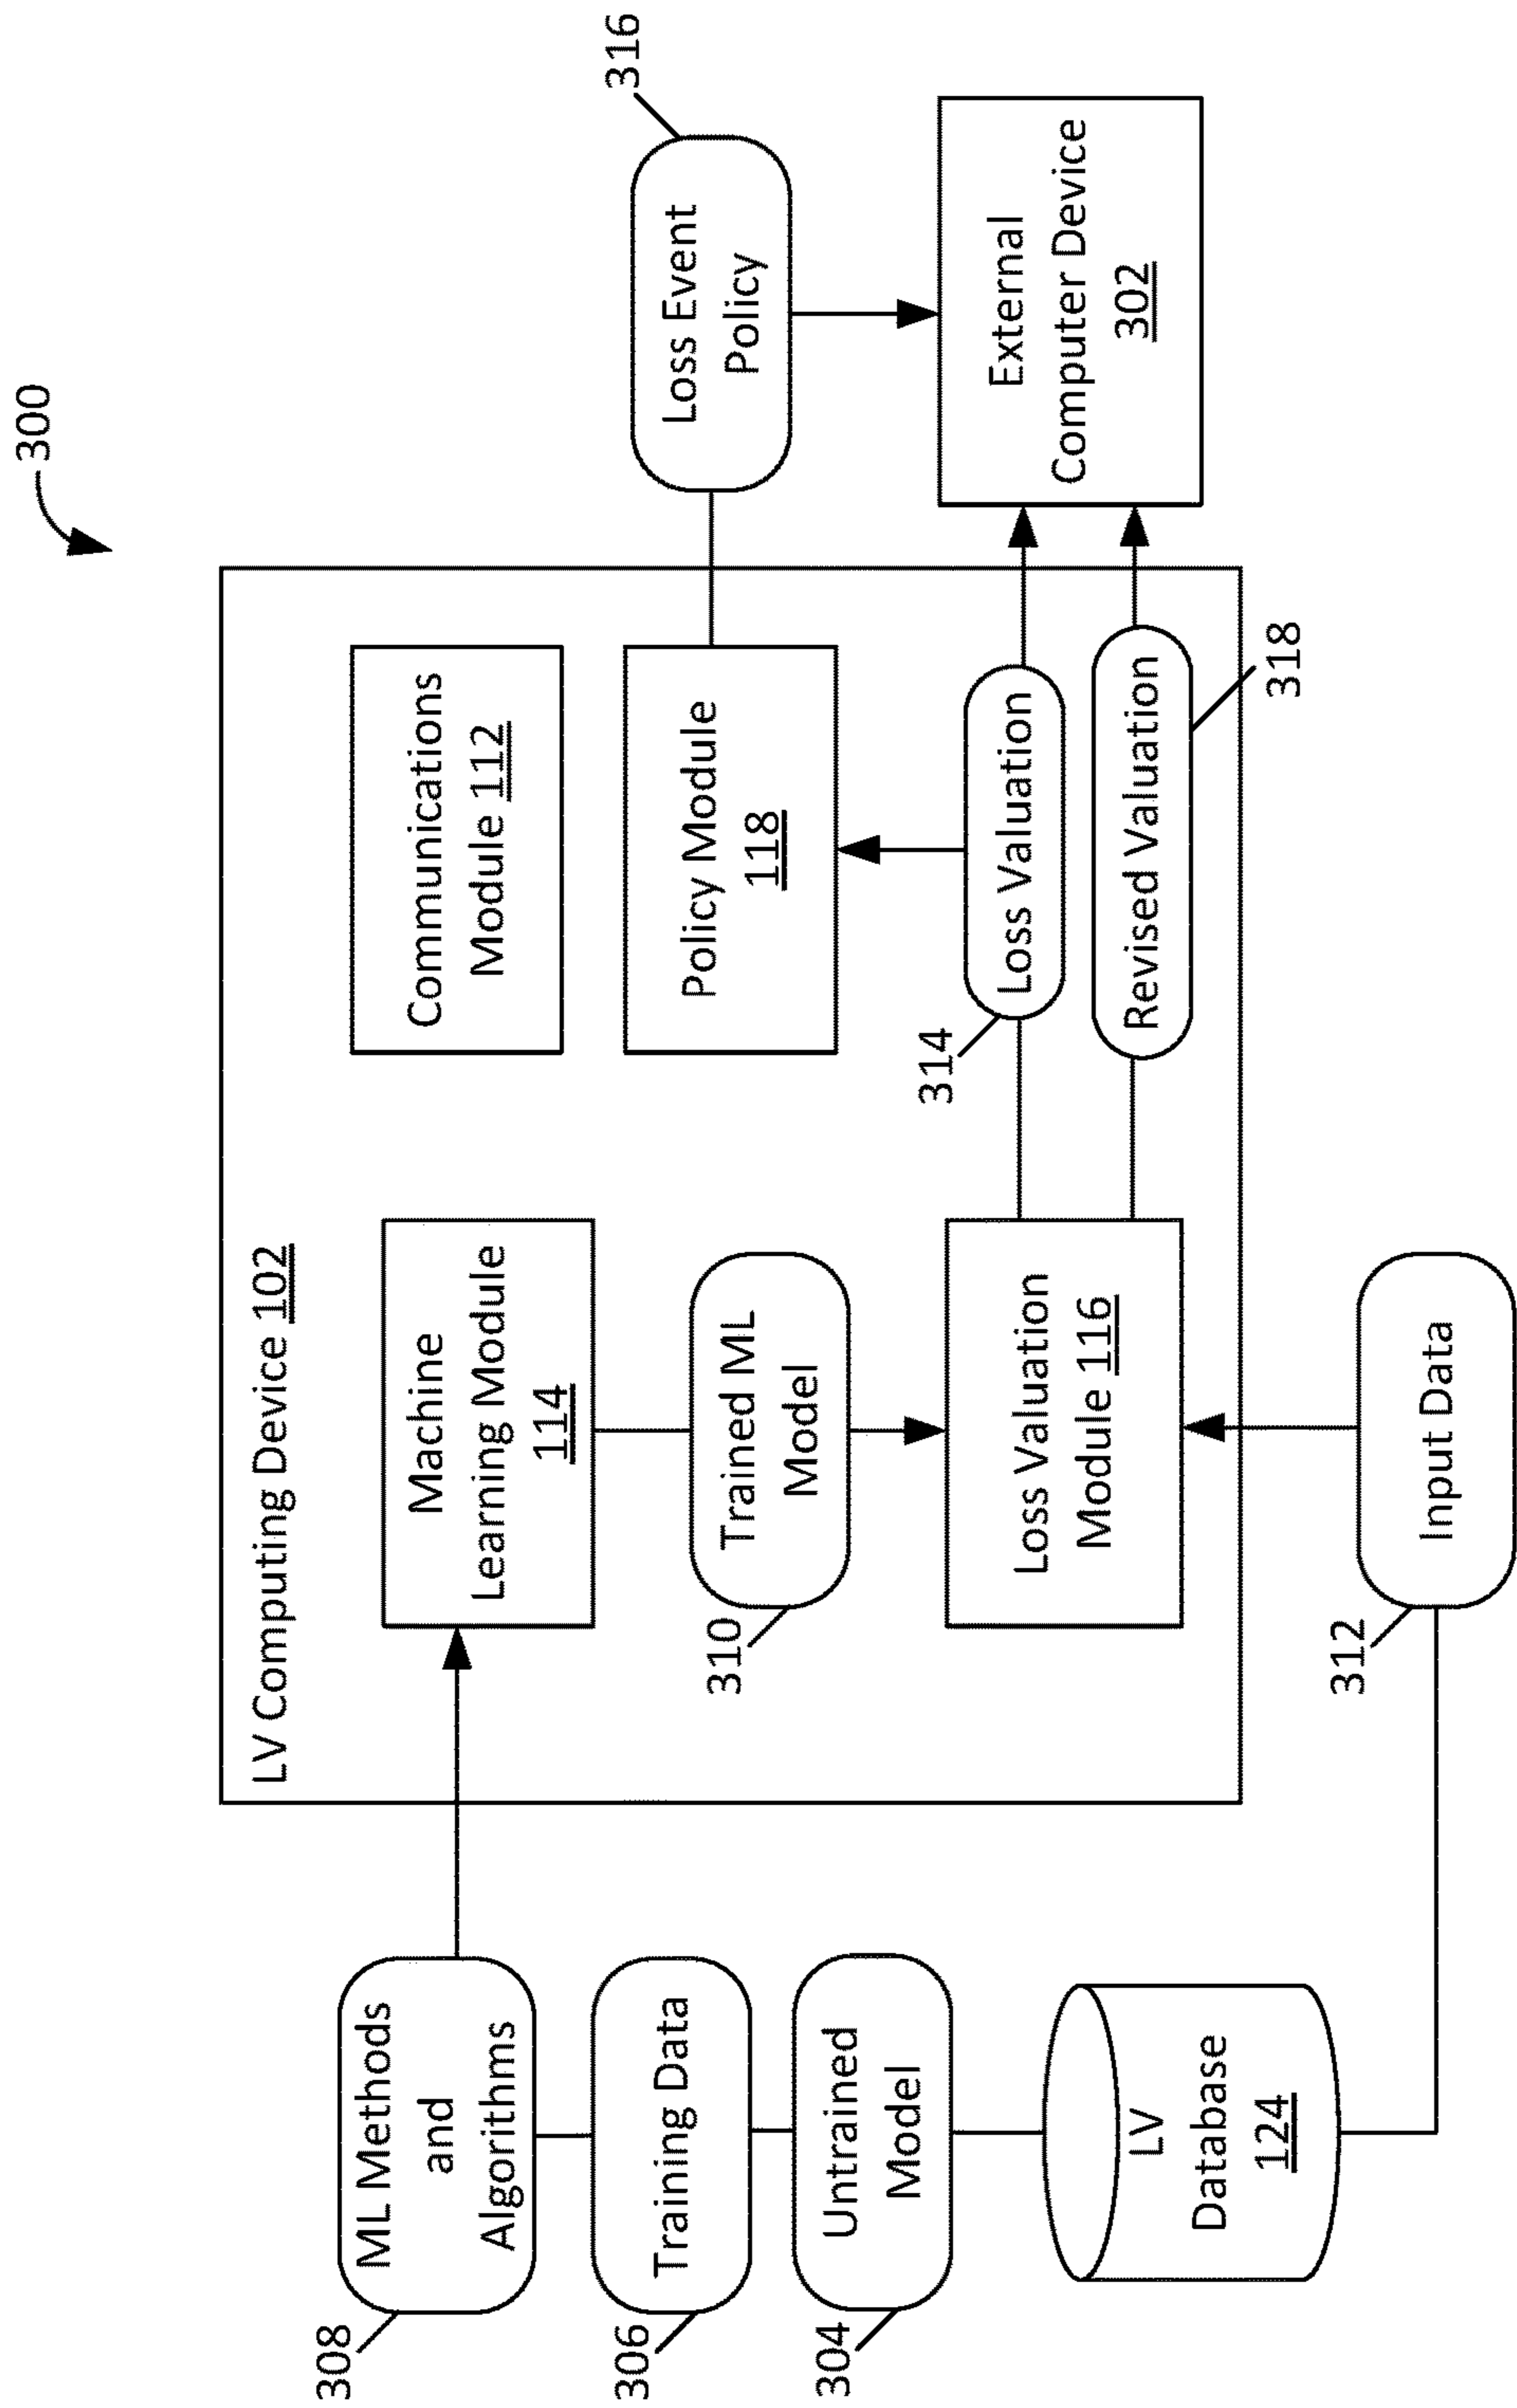 300
LV Computing Device 102
308
ML Methods
and
Algorithms
306
Training Data
304
Untrained
Model
LV
Database
124
Machine
Learning Module
114
310
Trained ML
Model
Loss Valuation
Module 116
312
Input Data
Communications
Module 112
Policy Module
118
314
Loss Valuation
Revised Valuation
318
316
Loss Event
Policy
External
Computer Device
302